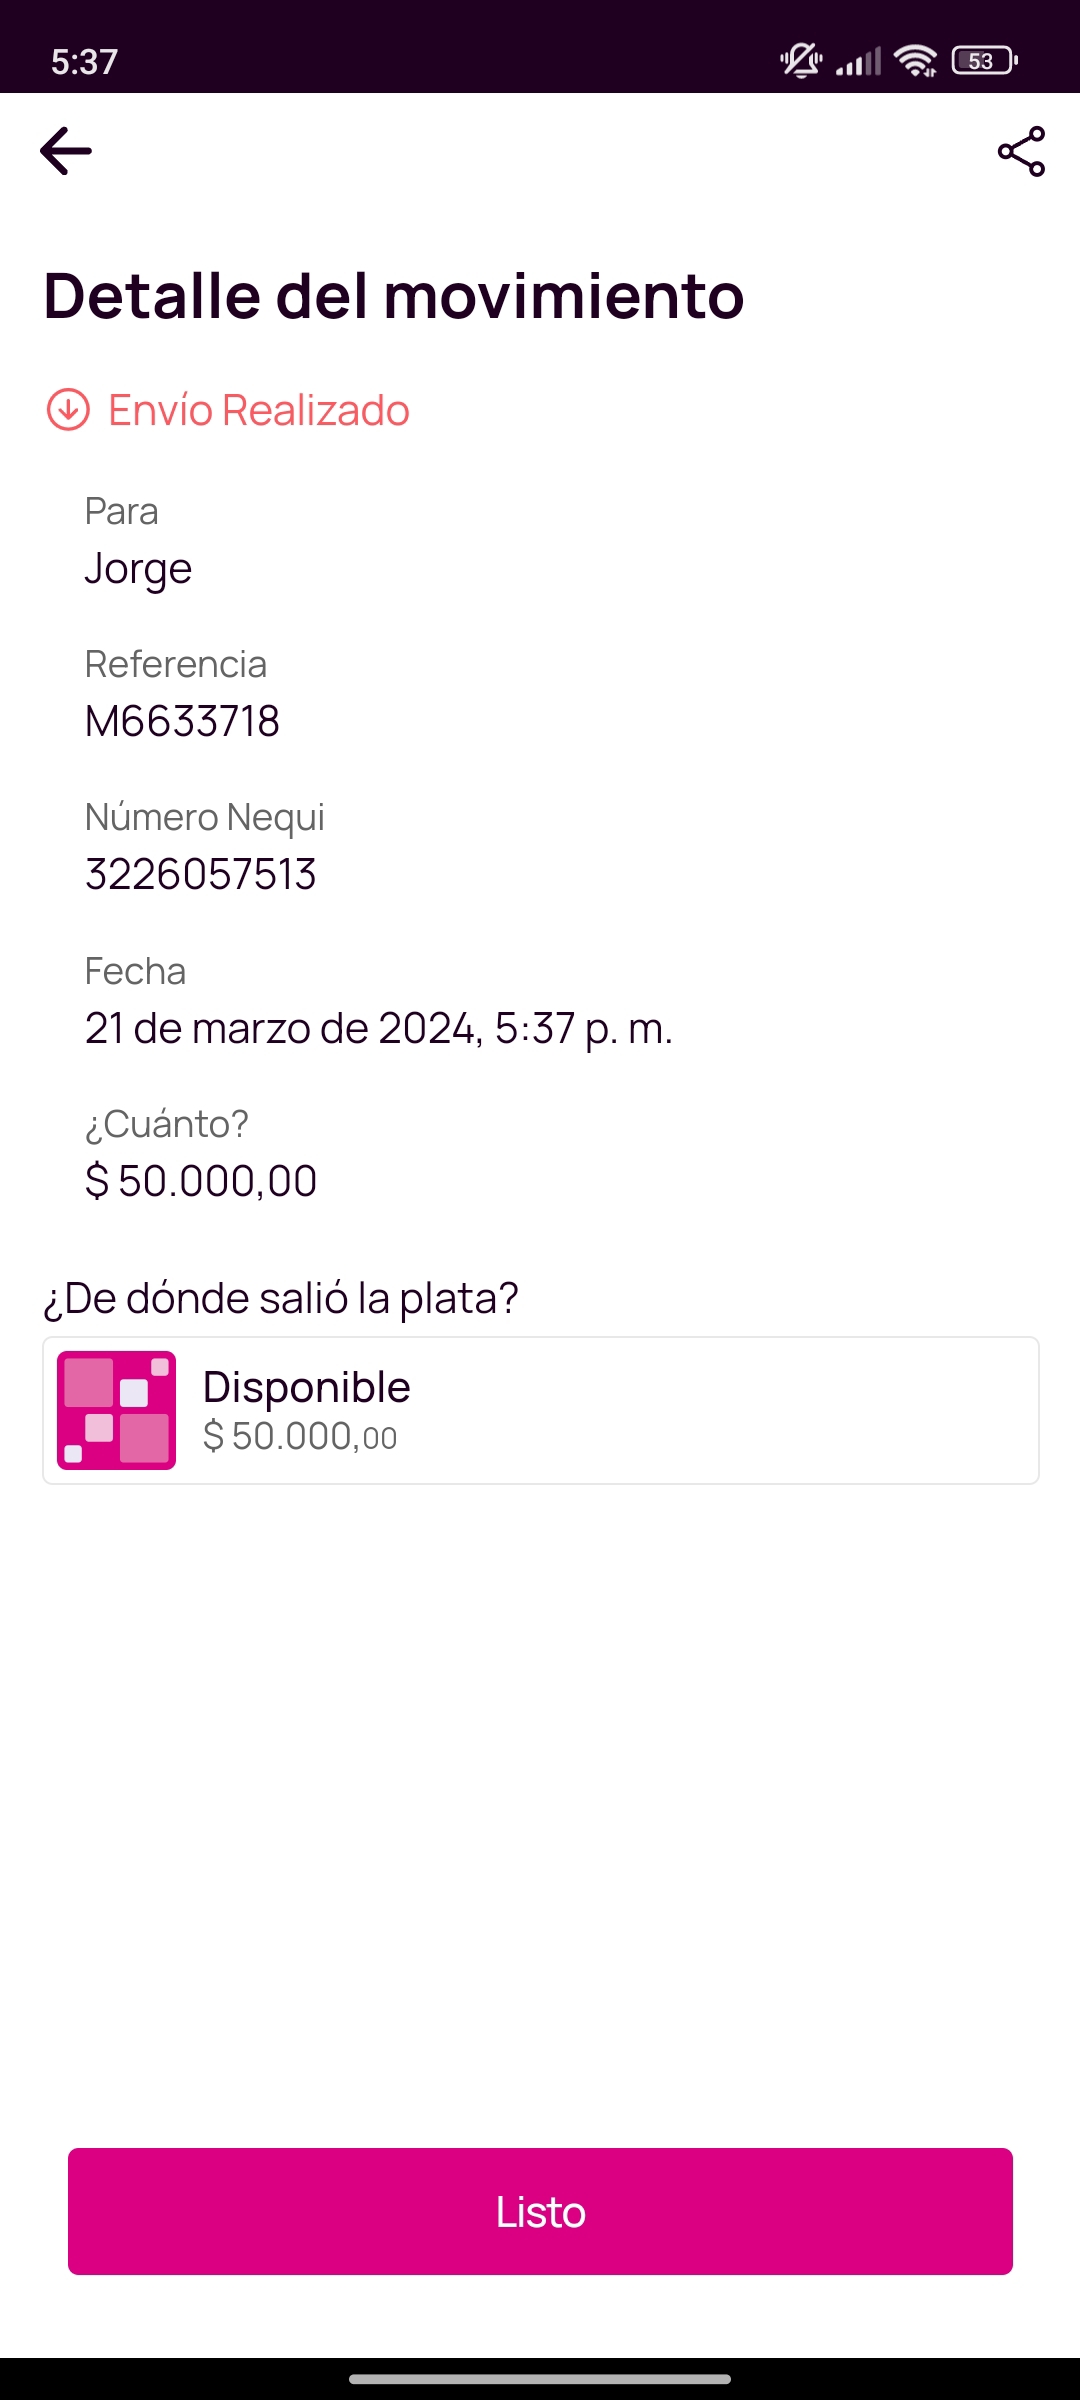 5:37
53
Detalle del movimiento
Envío Realizado
Para
Jorge
Referencia
M6633718
Número Nequi
3226057513
Fecha
21 de marzo de 2024, 5:37 p. m.
¿Cuánto?
$ 50.000,00
¿De dónde salió la plata?
Disponible
$ 50.000,00
Listo